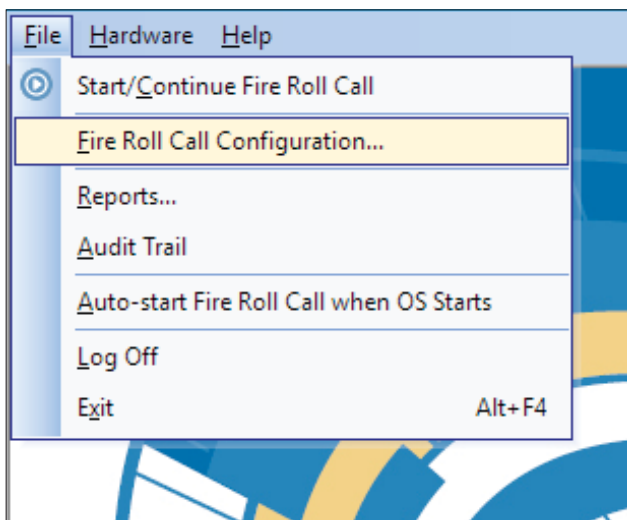 File Hardware Help
Start/Continue Fire Roll Call
Fire Roll Call Configuration...
Reports...
Audit Trail
Auto-start Fire Roll Call when OS Starts
Log Off
Exit Alt+F4